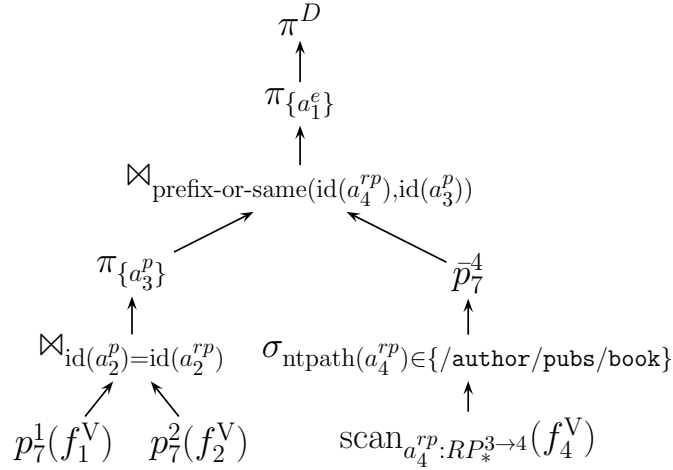 π^D
π_{a_1^e}
⋈_prefix-or-same(id(a_4^{rp}),id(a_3^p))
π_{a_3^p} p̄_7^4
⋈_id(a_2^p)=id(a_2^{rp}) σ_ntpath(a_4^{rp})∈{/author/pubs/book}
p_7^1(f_1^V) p_7^2(f_2^V) scan_{a_4^{rp}:RP_*^{3→4}}(f_4^V)